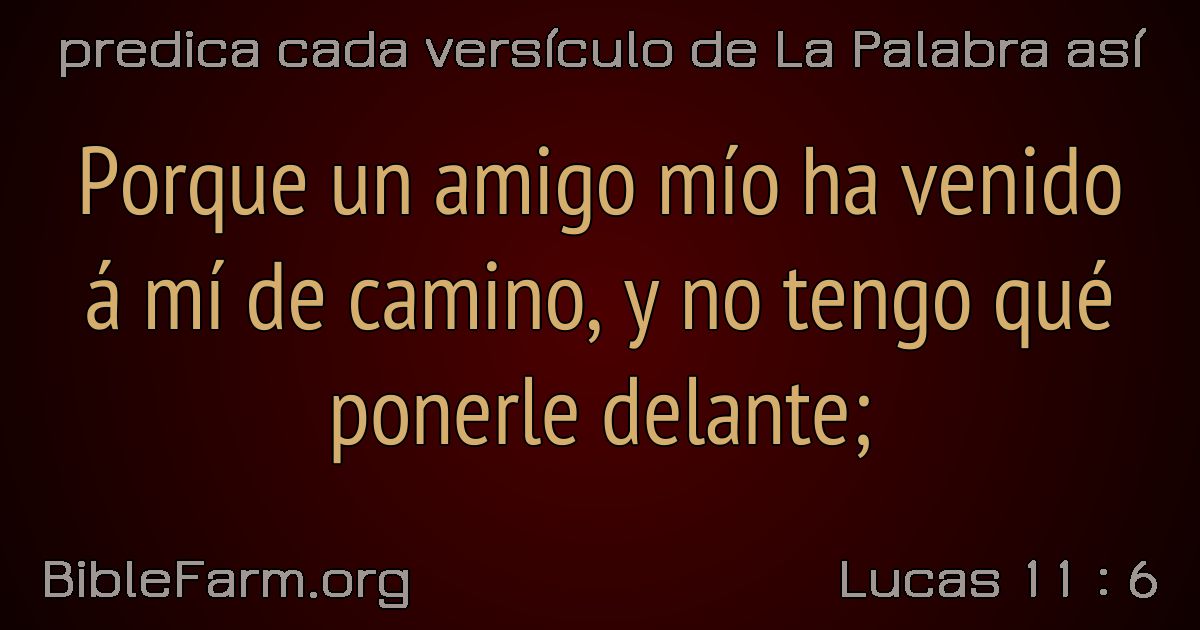 predica cada versículo de La Palabra así
Porque un amigo mío ha venido
á mí de camino, y no tengo qué
ponerle delante;
BibleFarm.org
Lucas 11 : 6